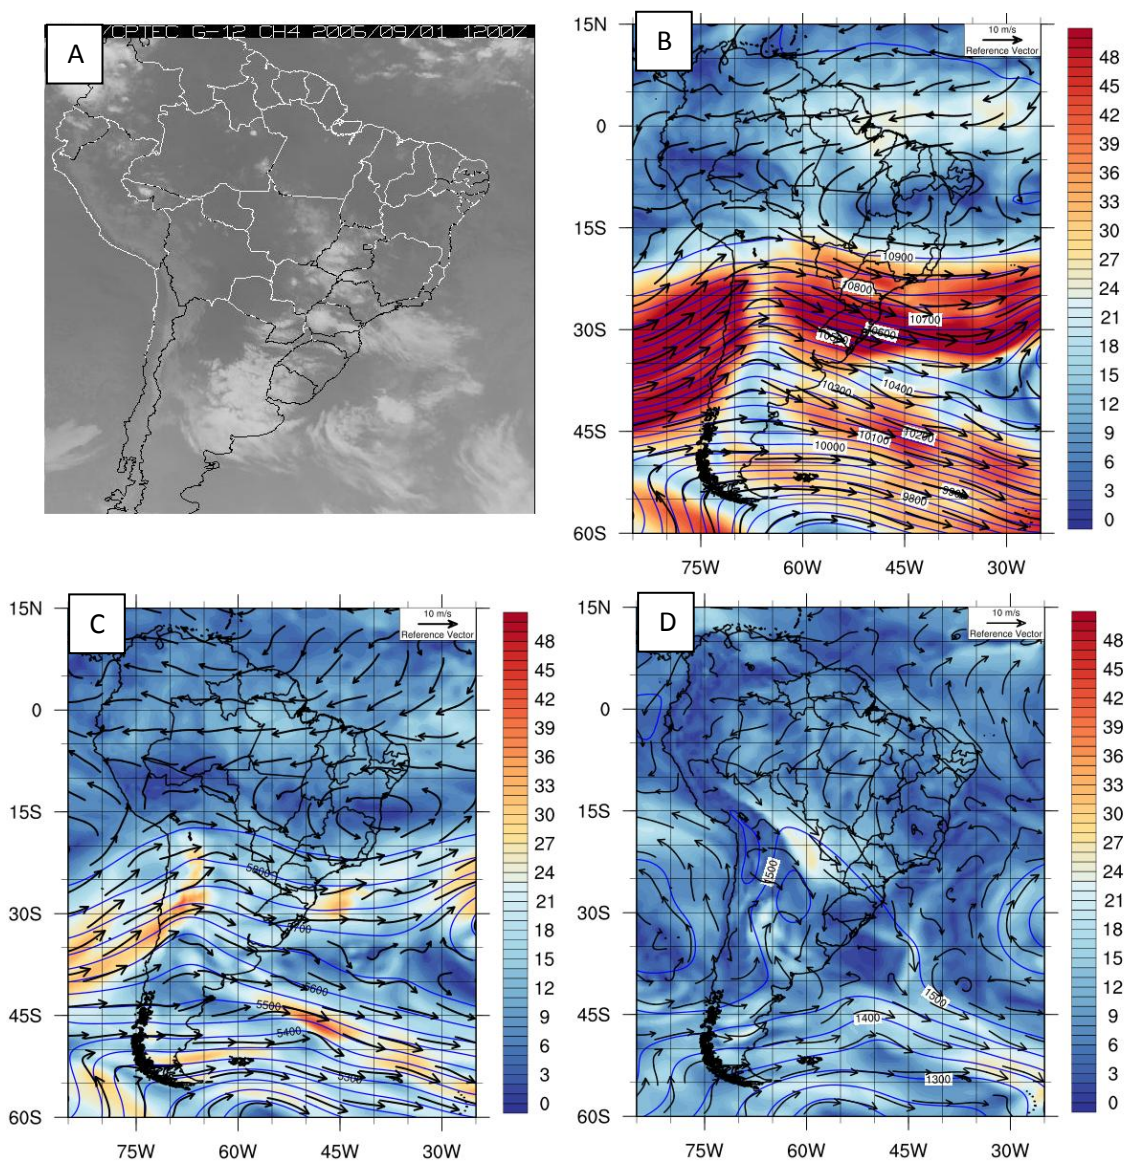 A
/CPTEC G-12 CH4 2006/09/01 1200Z
B
10 m/s
Reference Vector
15N
0
15S
30S
45S
60S
75W
60W
45W
30W
10900
10800
10700
10600
10300
10400
10100
10200
10000
9800
48
45
42
39
36
33
30
27
24
21
18
15
12
9
6
3
0
C
10 m/s
Reference Vector
15N
0
15S
30S
45S
60S
75W
60W
45W
30W
5800
5700
5600
5500
5400
5300
48
45
42
39
36
33
30
27
24
21
18
15
12
9
6
3
0
D
10 m/s
Reference Vector
15N
0
15S
30S
45S
60S
75W
60W
45W
30W
1500
1500
1400
1300
48
45
42
39
36
33
30
27
24
21
18
15
12
9
6
3
0